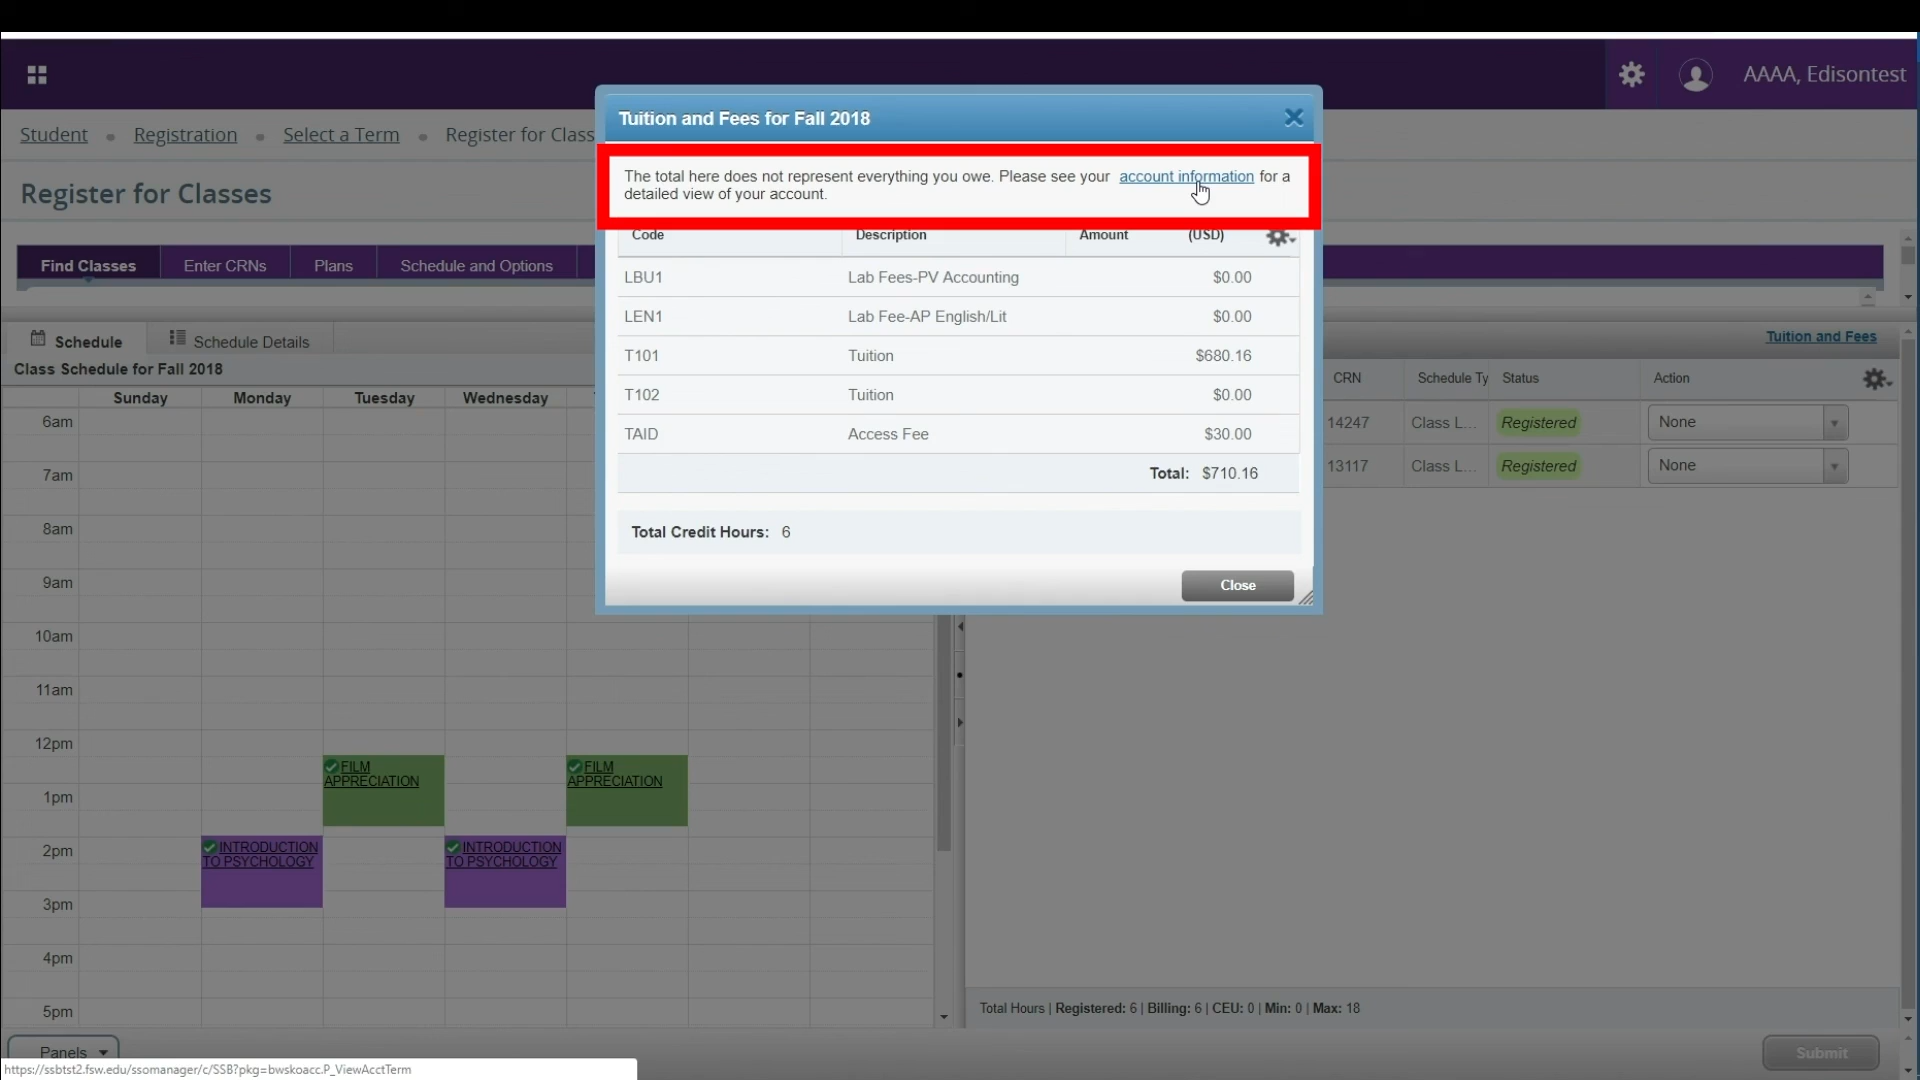 AAAA, Edisontest
Student • Registration • Select a Term • Register for Class
Register for Classes
Find Classes Enter CRNs Plans Schedule and Options
Tuition and Fees for Fall 2018
The total here does not represent everything you owe. Please see your account information for a
detailed view of your account.
Code Description Amount (USD)
LBU1 Lab Fees-PV Accounting $0.00
LEN1 Lab Fee-AP English/Lit $0.00
T101 Tuition $680.16
T102 Tuition $0.00
TAID Access Fee $30.00
Total: $710.16
Total Credit Hours: 6
Close
Schedule Schedule Details
Class Schedule for Fall 2018
Sunday Monday Tuesday Wednesday
6am
7am
8am
9am
10am
11am
12pm
1pm
2pm
3pm
4pm
5pm
FILM
APPRECIATION
FILM
APPRECIATION
INTRODUCTION
TO PSYCHOLOGY
INTRODUCTION
TO PSYCHOLOGY
Tuition and Fees
CRN Schedule Ty Status Action
14247 Class L... Registered None
13117 Class L... Registered None
Total Hours | Registered: 6 | Billing: 6 | CEU: 0 | Min: 0 | Max: 18
Panels
Submit
https://ssbtst2.fsw.edu/ssomanager/c/SSB?pkg=bwskoacc.P_ViewAcctTerm